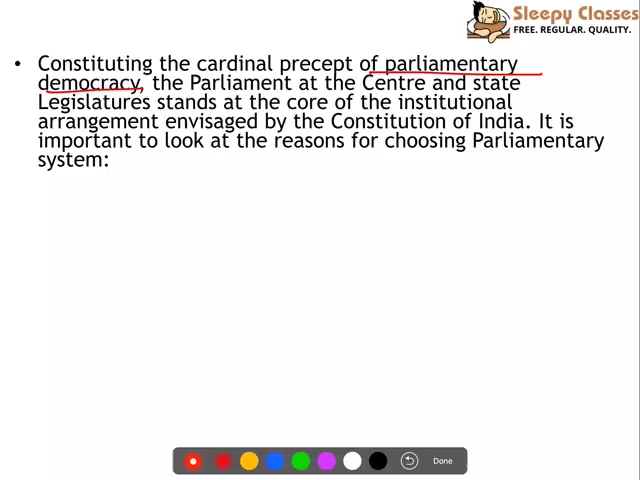 Sleepy Classes
FREE. REGULAR. QUALITY.
• Constituting the cardinal precept of parliamentary
democracy, the Parliament at the Centre and state
Legislatures stands at the core of the institutional
arrangement envisaged by the Constitution of India. It is
important to look at the reasons for choosing Parliamentary
system:
Done